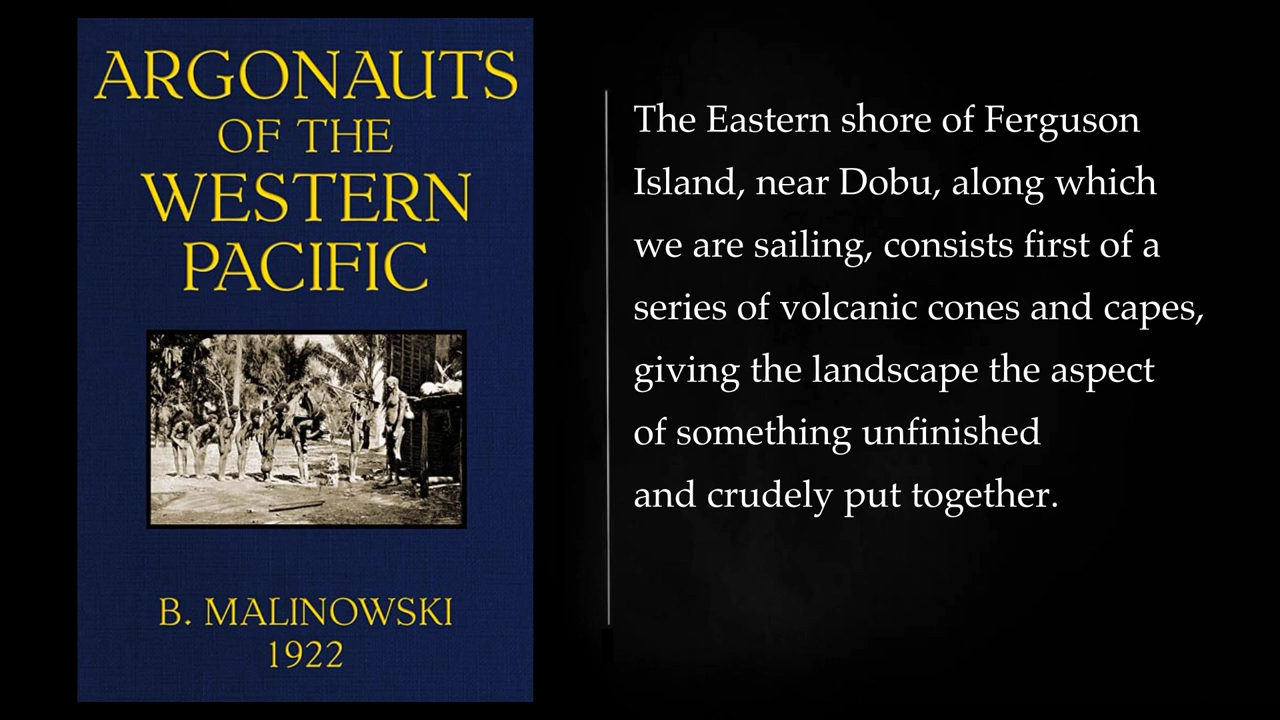 ARGONAUTS
OF THE
WESTERN
PACIFIC
B. MALINOWSKI
1922
The Eastern shore of Ferguson
Island, near Dobu, along which
we are sailing, consists first of a
series of volcanic cones and capes,
giving the landscape the aspect
of something unfinished
and crudely put together.